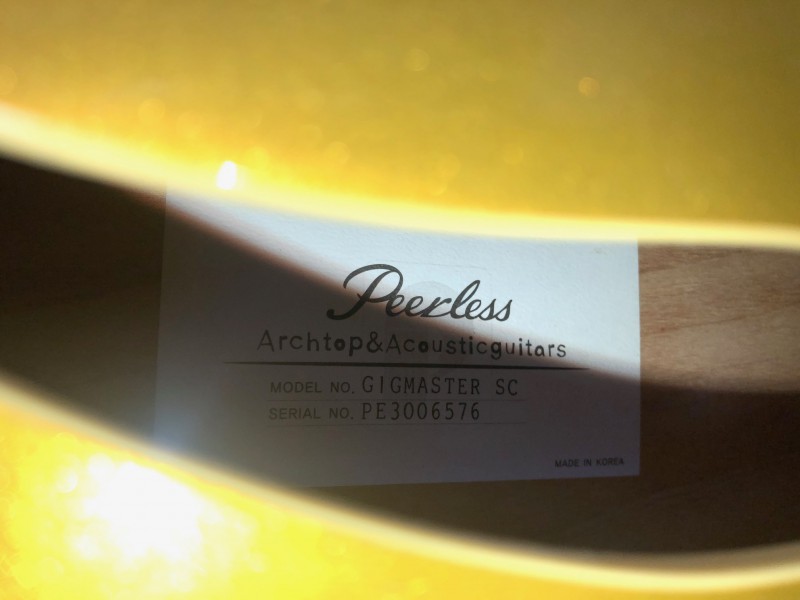 Peerless
Archtop&Acousticguitars
MODEL NO. GIGMASTER SC
SERIAL NO. PE3006576
MADE IN KOREA